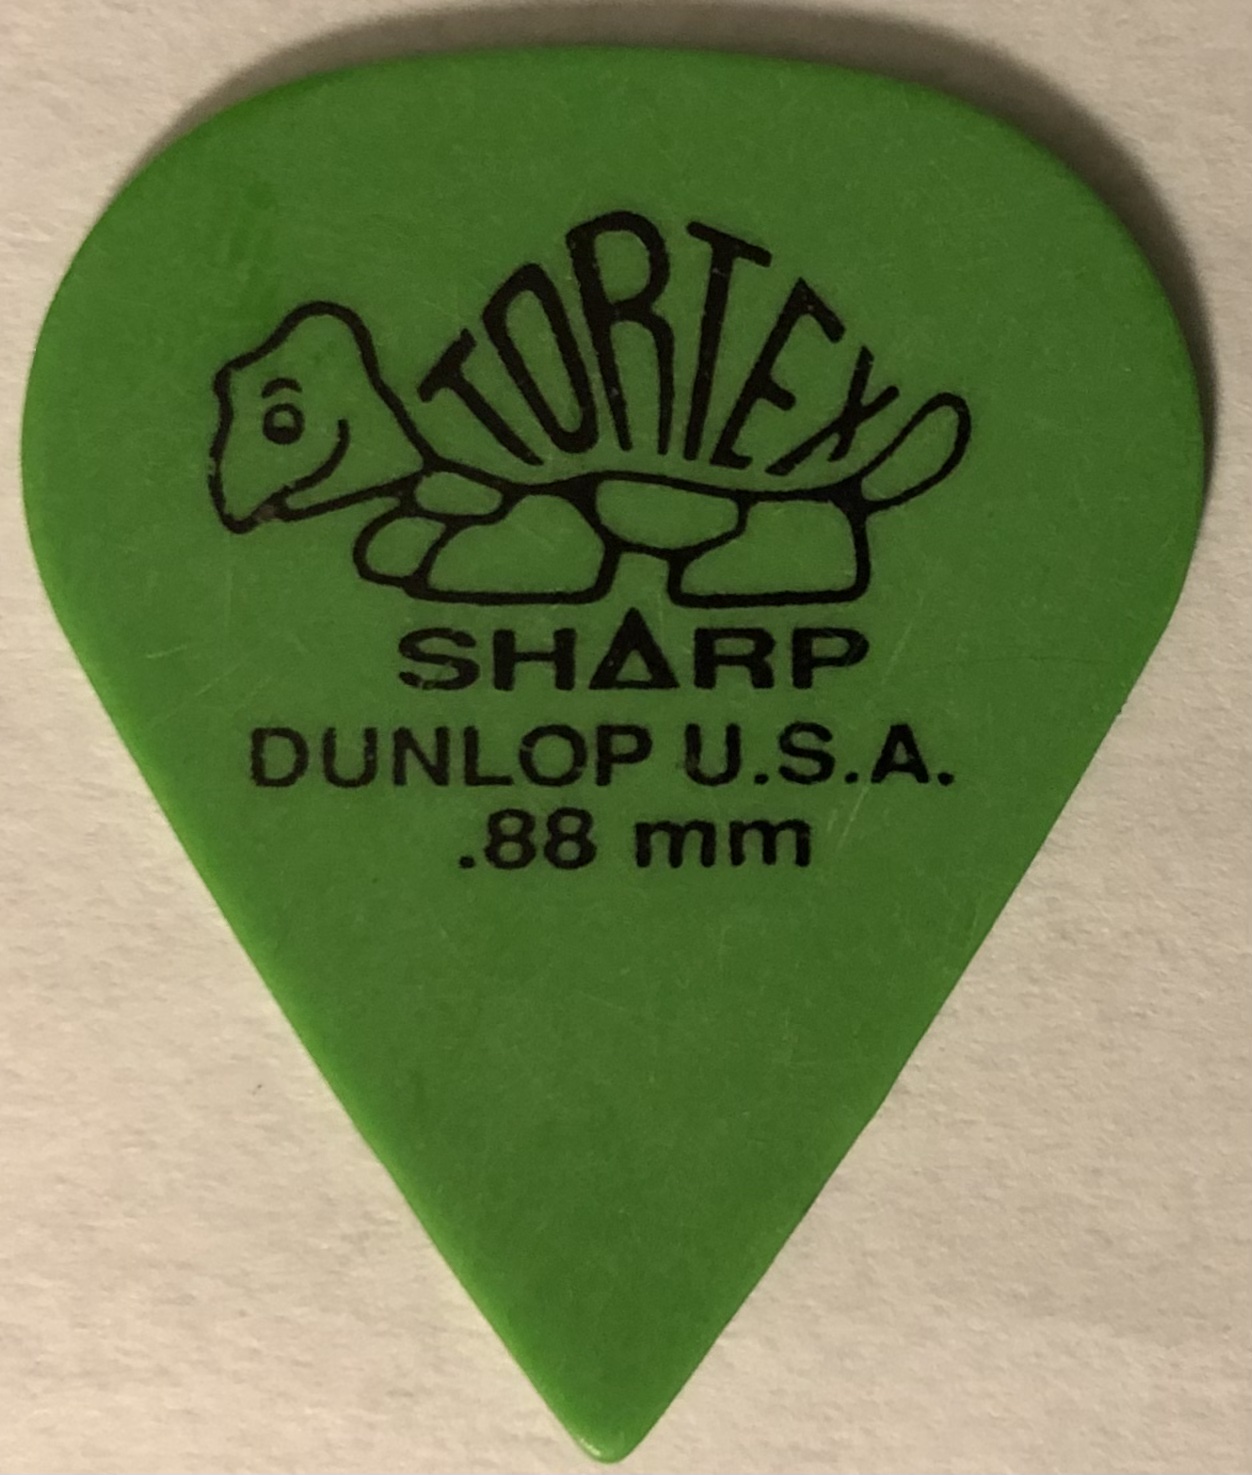 TORTEX
SHARP
DUNLOP U.S.A.
.88 mm